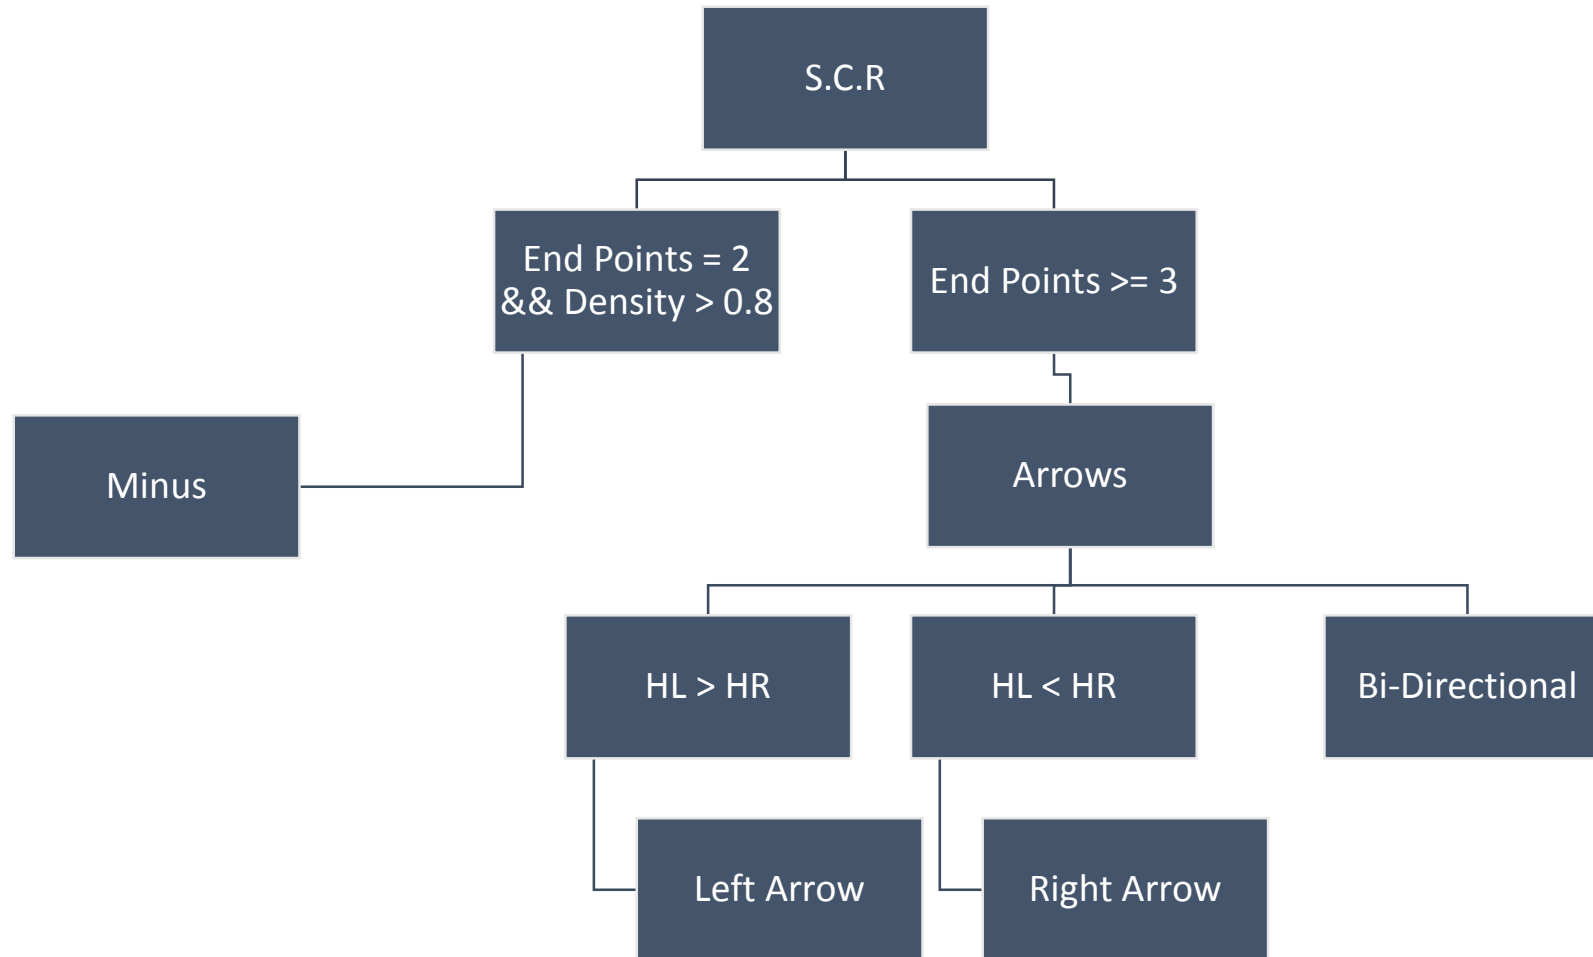 S.C.R
End Points = 2
&& Density > 0.8
End Points >= 3
Minus
Arrows
HL > HR
HL < HR
Bi-Directional
Left Arrow
Right Arrow